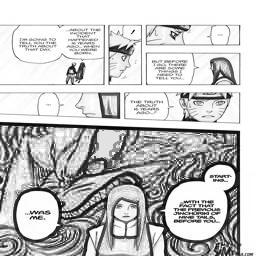 ABOUT
THE INCIDENT
THAT HAPPENED
16 YEARS
AGO... WHEN YOU
WERE BORN.
I'M GOING TO
TELL YOU THE
TRUTH ABOUT
THAT DAY.
...
BUT BEFORE
I GO, THERE ARE
SOME THINGS I
NEED TO
TELL YOU...
THE TRUTH
ABOUT 16 YEARS
AGO...?
...
...
START-
ING...
...WITH THE
FACT THAT
THE PREVIOUS
JINCHORIKI OF
NINE TAILS,
BEFORE YOU...
...WAS
ME.